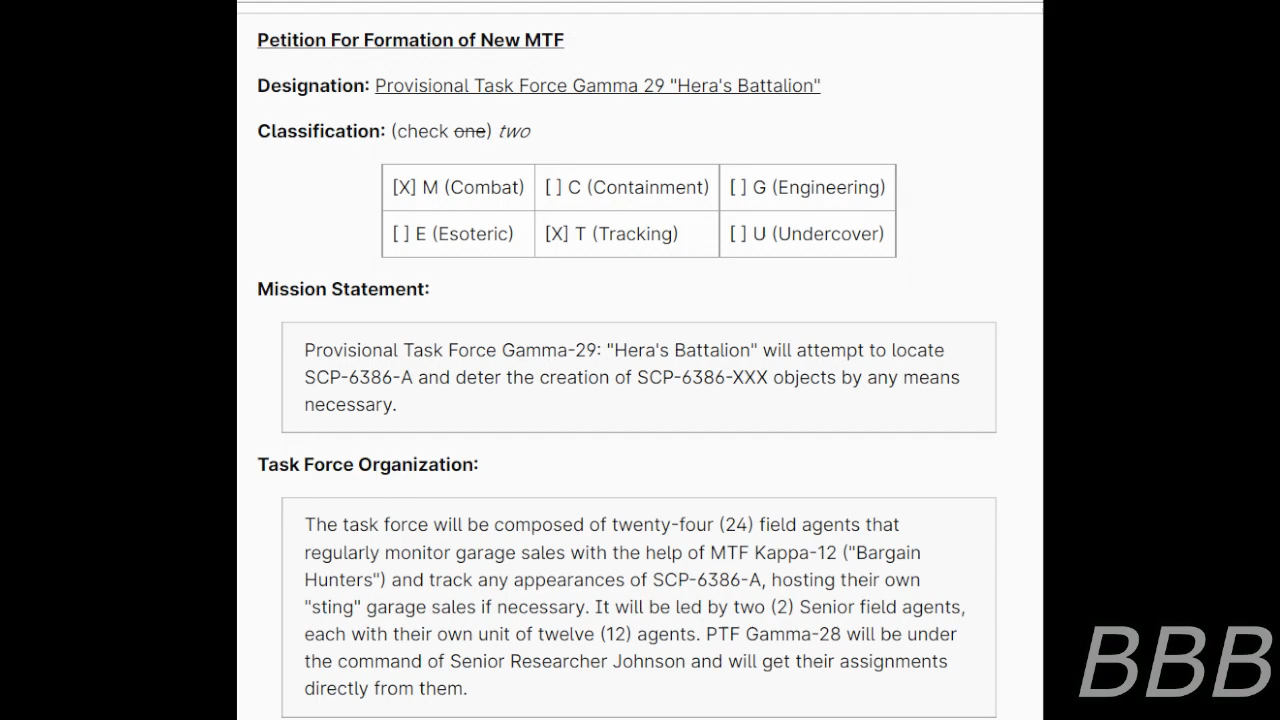 Petition For Formation of New MTF
Designation: Provisional Task Force Gamma 29 "Hera's Battalion"
Classification: (check one) two
[X] M (Combat) [ ] C (Containment) [ ] G (Engineering)
[ ] E (Esoteric) [X] T (Tracking) [ ] U (Undercover)
Mission Statement:
Provisional Task Force Gamma-29: "Hera's Battalion" will attempt to locate
SCP-6386-A and deter the creation of SCP-6386-XXX objects by any means
necessary.
Task Force Organization:
The task force will be composed of twenty-four (24) field agents that
regularly monitor garage sales with the help of MTF Kappa-12 ("Bargain
Hunters") and track any appearances of SCP-6386-A, hosting their own
"sting" garage sales if necessary. It will be led by two (2) Senior field agents,
each with their own unit of twelve (12) agents. PTF Gamma-28 will be under
the command of Senior Researcher Johnson and will get their assignments
directly from them.
BBB